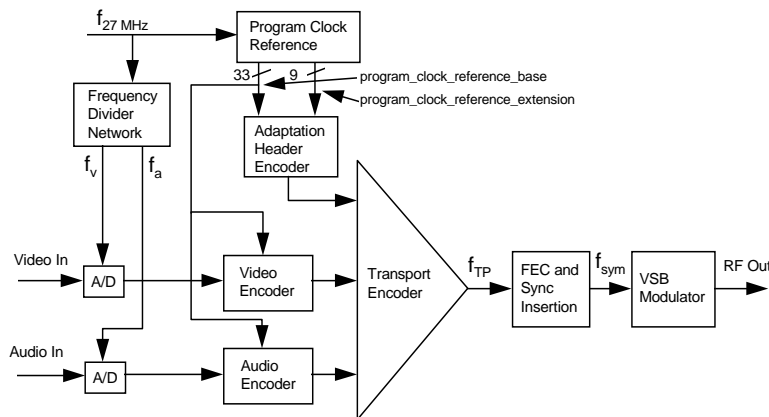 f27 MHz
Program Clock
Reference
33
9
program_clock_reference_base
program_clock_reference_extension
Frequency
Divider
Network
Adaptation
Header
Encoder
fv
fa
Video In
A/D
Video
Encoder
Transport
Encoder
fTP
FEC and
Sync
Insertion
fsym
VSB
Modulator
RF Out
Audio In
A/D
Audio
Encoder